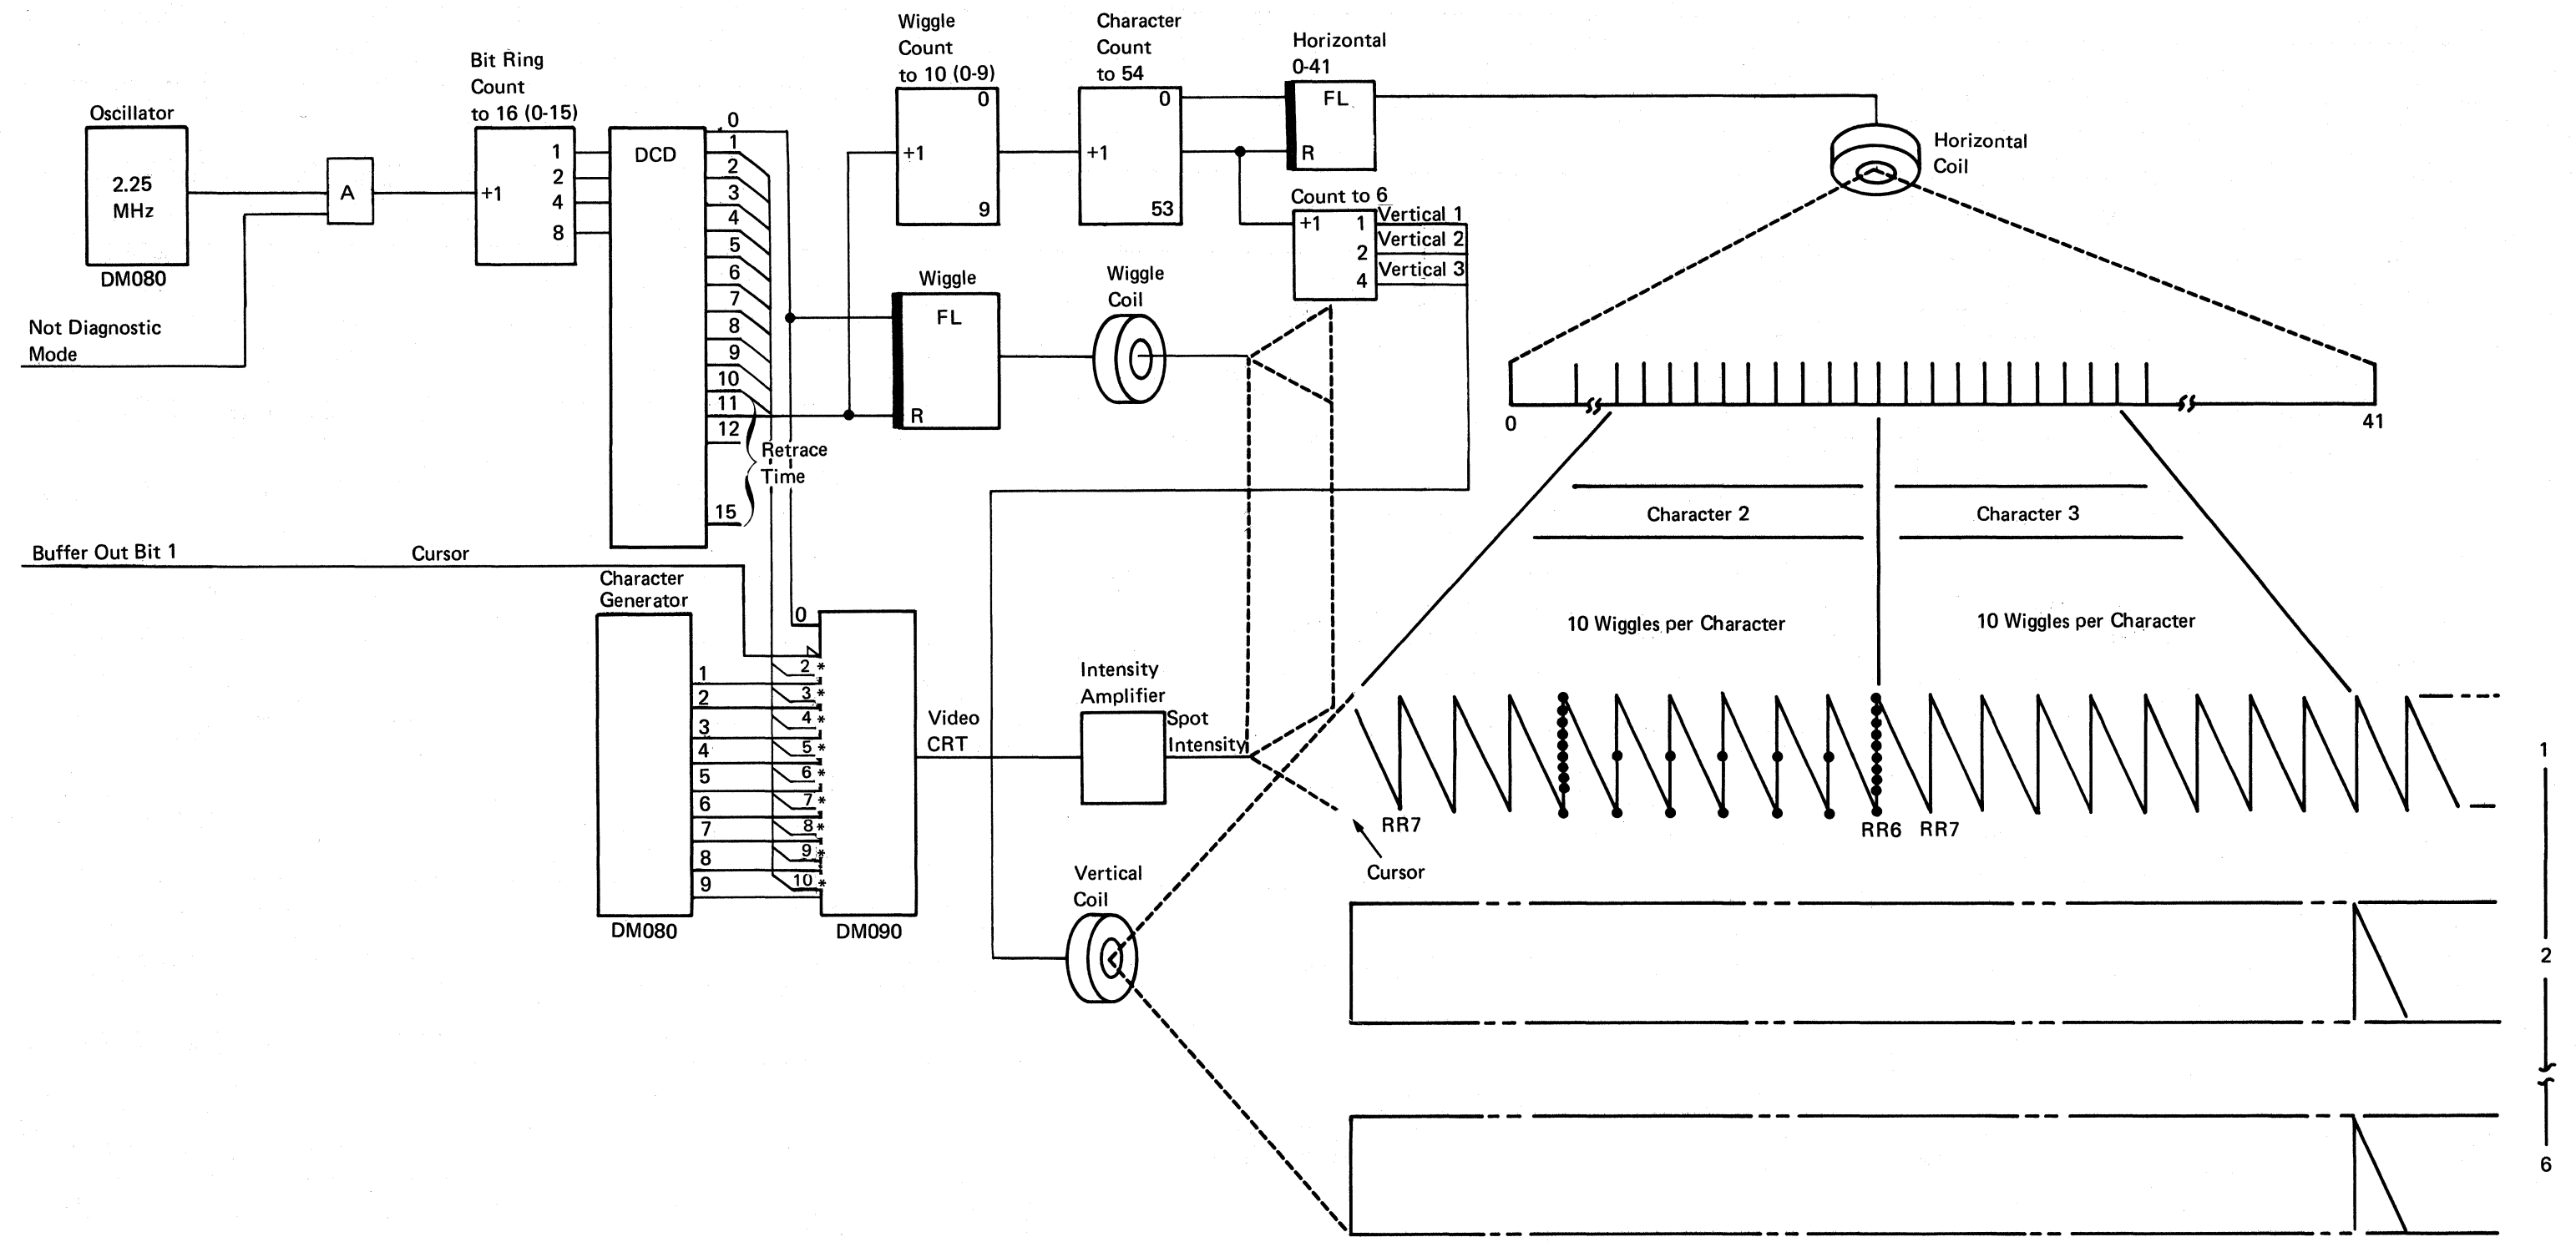 Oscillator
2.25
MHz
DM080
Not Diagnostic
Mode
A
Bit Ring
Count
to 16 (0-15)
+1
1
2
4
8
DCD
0
1
2
3
4
5
6
7
8
9
10
11
12
15
Retrace
Time
Wiggle
Count
to 10 (0-9)
0
+1
9
Character
Count
to 54
0
+1
53
Horizontal
0-41
FL
R
Count to 6
+1
1
2
4
Vertical 1
Vertical 2
Vertical 3
Wiggle
FL
R
Wiggle
Coil
Horizontal
Coil
0
41
Character 2
Character 3
10 Wiggles per Character
10 Wiggles per Character
Buffer Out Bit 1
Cursor
Character
Generator
1
2
3
4
5
6
7
8
9
DM080
0
2 *
3 *
4 *
5 *
6 *
7 *
8 *
9 *
10 *
DM090
Video
CRT
Intensity
Amplifier
Spot
Intensity
Vertical
Coil
RR7
Cursor
RR6
RR7
1
2
6